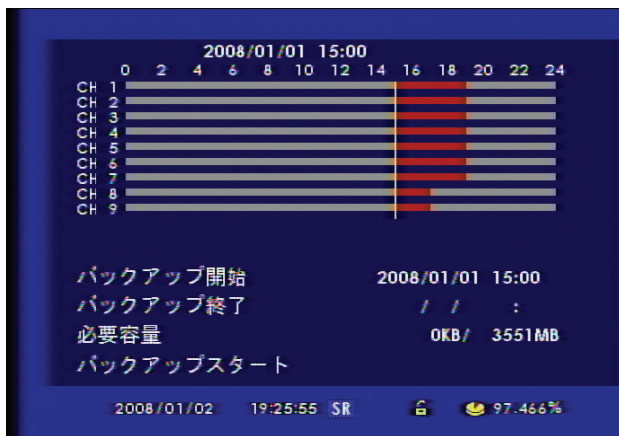 2008/01/01 15:00
0 2 4 6 8 10 12 14 16 18 20 22 24
CH 1
CH 2
CH 3
CH 4
CH 5
CH 6
CH 7
CH 8
CH 9
バックアップ開始 2008/01/01 15:00
バックアップ終了 / / :
必要容量 0KB/ 3551MB
バックアップスタート
2008/01/02 19:25:55 SR 97.466%